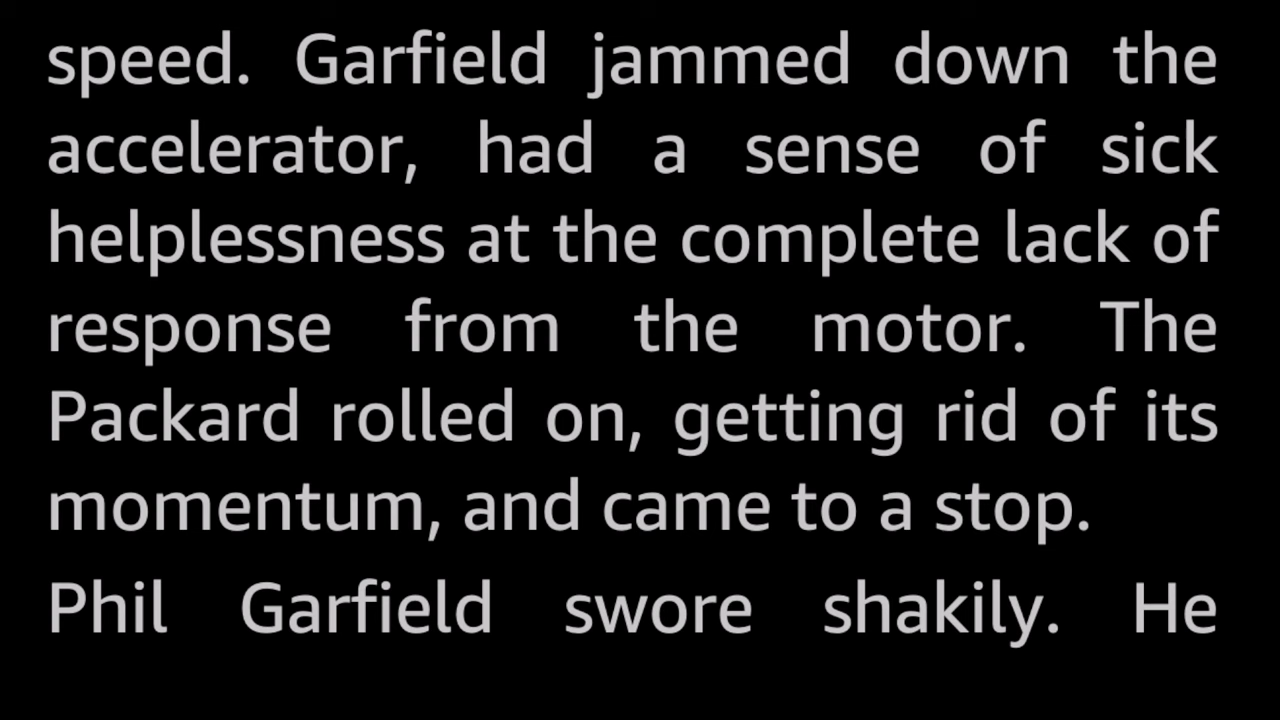 speed. Garfield jammed down the
accelerator, had a sense of sick
helplessness at the complete lack of
response from the motor. The
Packard rolled on, getting rid of its
momentum, and came to a stop.
Phil Garfield swore shakily. He